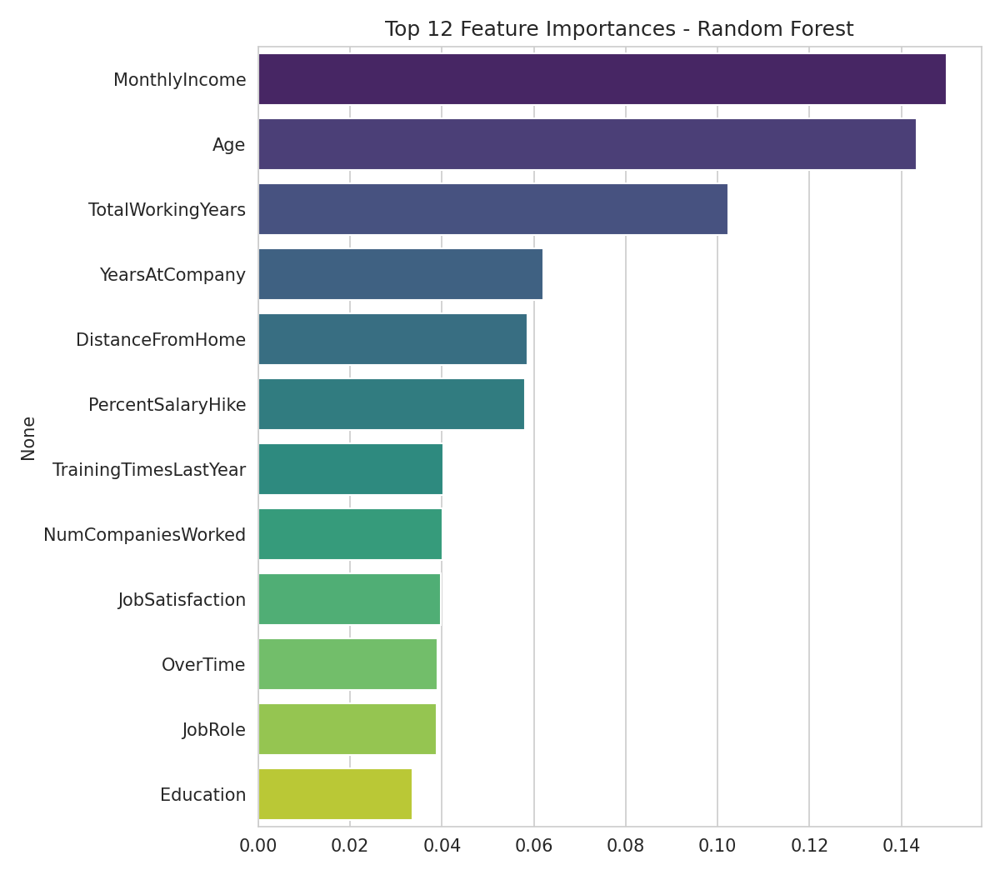 Top 12 Feature Importances - Random Forest
MonthlyIncome
Age
TotalWorkingYears
YearsAtCompany
DistanceFromHome
PercentSalaryHike
None
TrainingTimesLastYear
NumCompaniesWorked
JobSatisfaction
OverTime
JobRole
Education
0.00 0.02 0.04 0.06 0.08 0.10 0.12 0.14